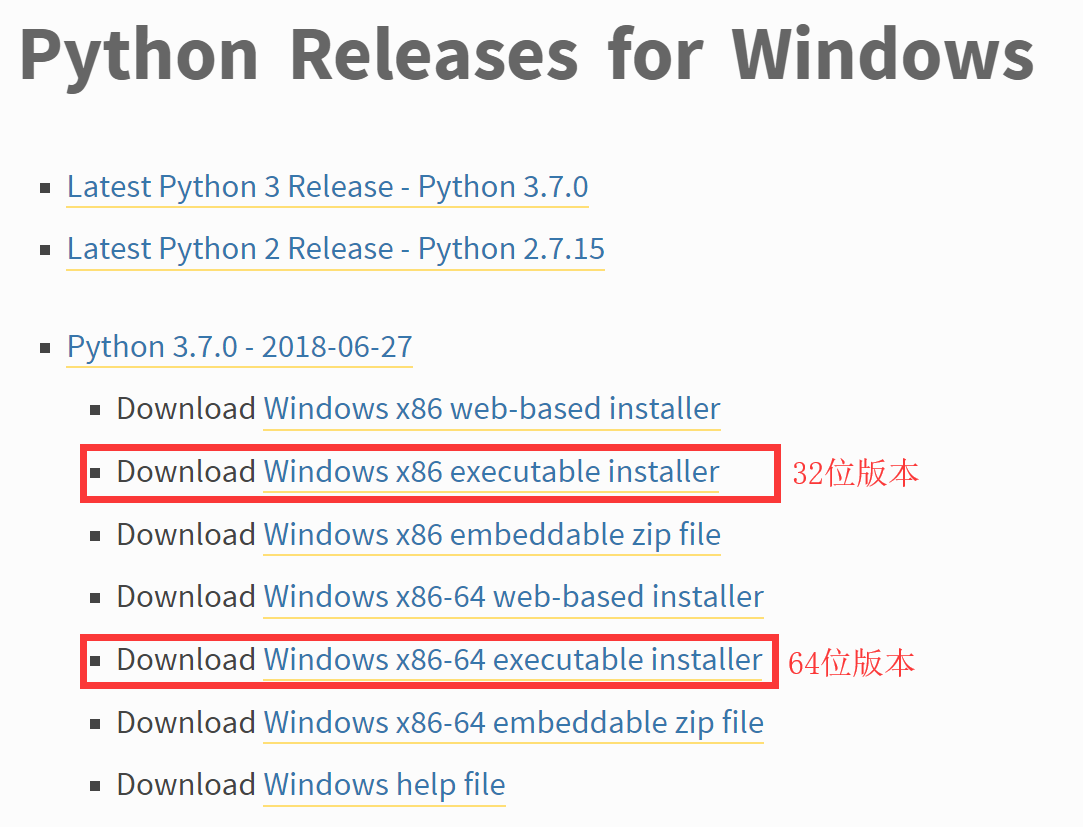 Python Releases for Windows
Latest Python 3 Release - Python 3.7.0
Latest Python 2 Release - Python 2.7.15
Python 3.7.0 - 2018-06-27
Download Windows x86 web-based installer
Download Windows x86 executable installer 32位版本
Download Windows x86 embeddable zip file
Download Windows x86-64 web-based installer
Download Windows x86-64 executable installer 64位版本
Download Windows x86-64 embeddable zip file
Download Windows help file